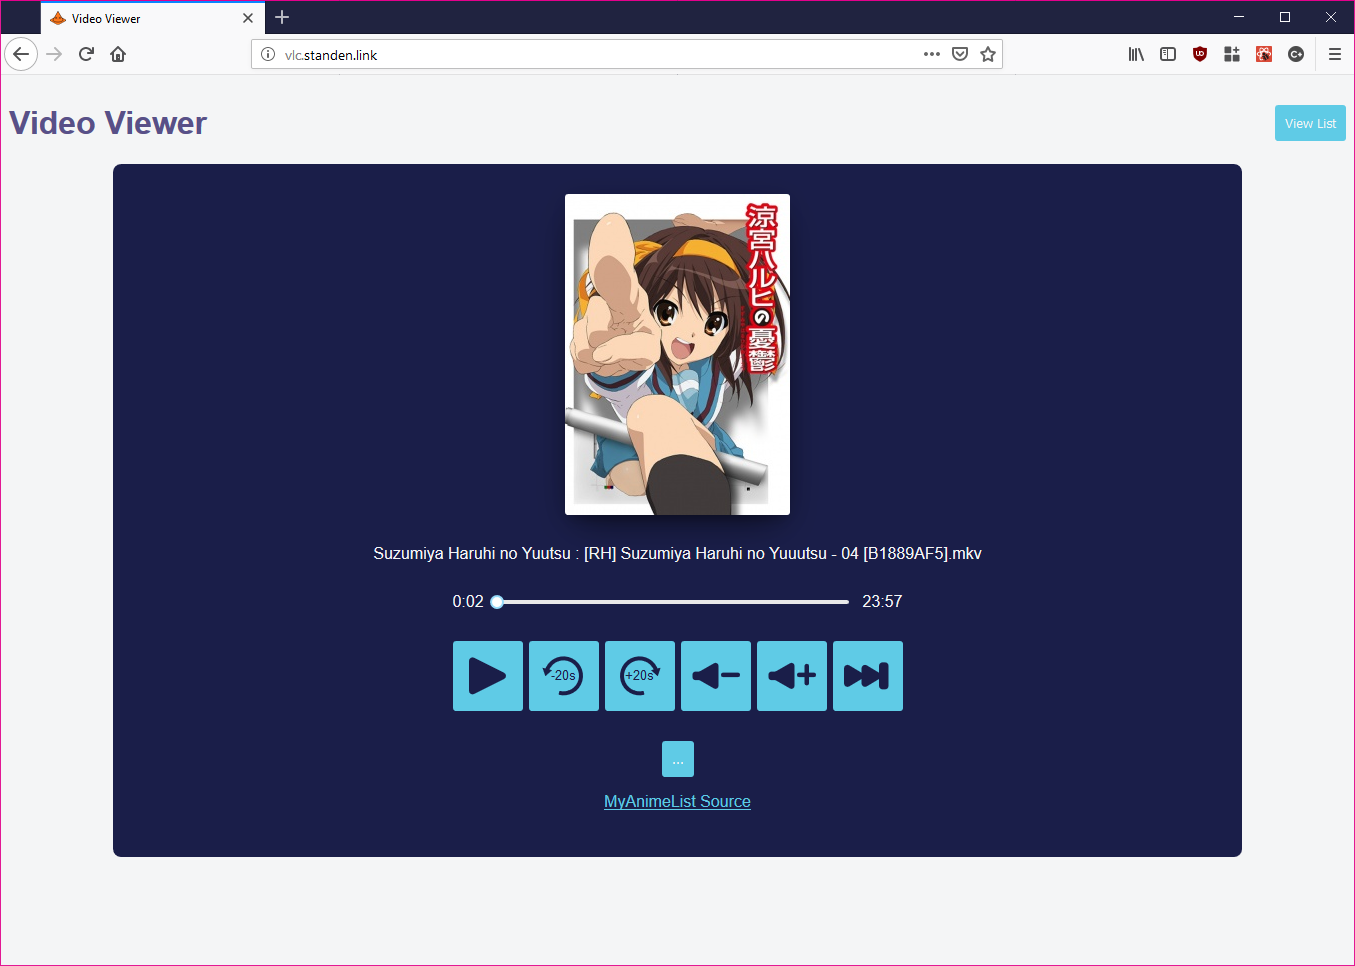 Video Viewer
vlc.standen.link
Video Viewer
View List
涼宮ハルヒの憂鬱
Suzumiya Haruhi no Yuutsu : [RH] Suzumiya Haruhi no Yuuutsu - 04 [B1889AF5].mkv
0:02 23:57
-20s +20s
...
MyAnimeList Source